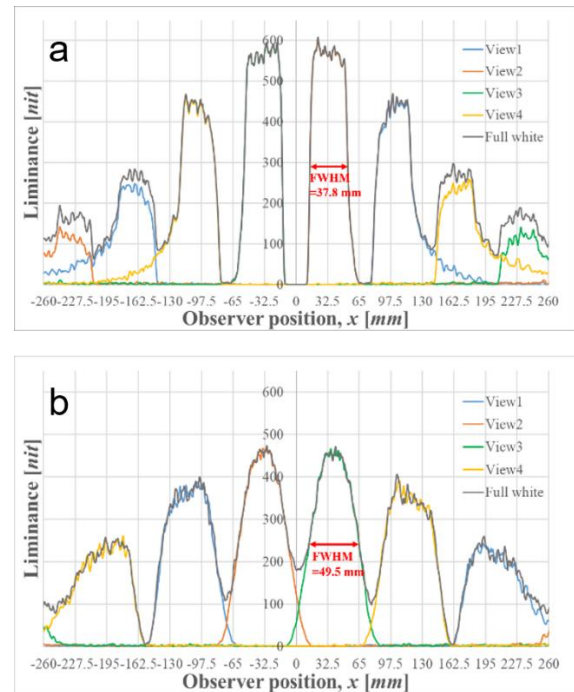 a
600
500
400
300
200
100
0
Liminance [nit]
View1
View2
View3
View4
Full white
FWHM
=37.8 mm
-260 -227.5 -195 -162.5 -130 -97.5 -65 -32.5 0 32.5 65 97.5 130 162.5 195 227.5 260
Observer position, x [mm]
b
600
500
400
300
200
100
0
Liminance [nit]
View1
View2
View3
View4
Full white
FWHM
=49.5 mm
-260 -227.5 -195 -162.5 -130 -97.5 -65 -32.5 0 32.5 65 97.5 130 162.5 195 227.5 260
Observer position, x [mm]